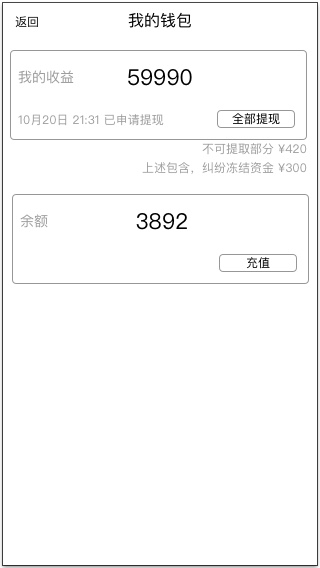 返回 我的钱包
我的收益 59990
10月20日 21:31 已申请提现 全部提现
不可提取部分 ¥420
上述包含，纠纷冻结资金 ¥300
余额 3892
充值